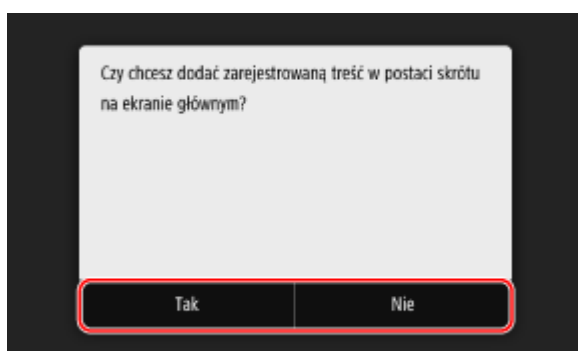 Czy chcesz dodać zarejestrowaną treść w postaci skrótu
na ekranie głównym?
Tak
Nie